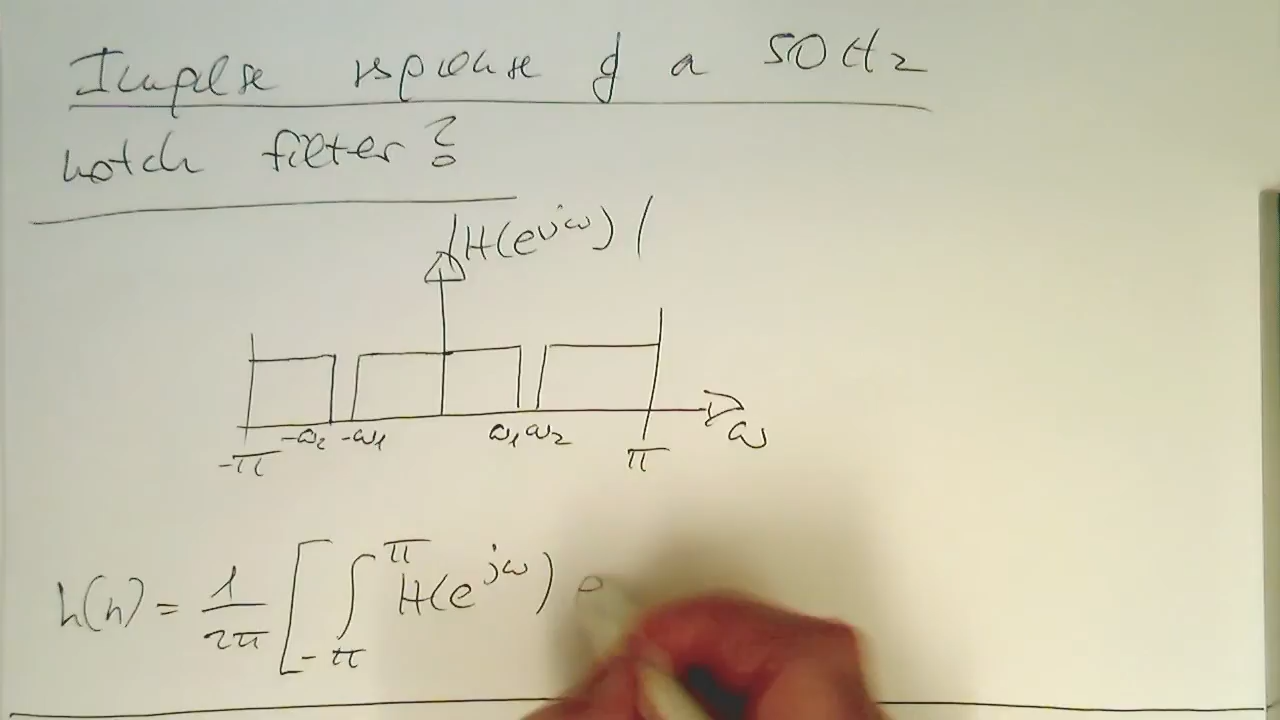 Impulse response of a 50Hz
notch filter?
|H(e^{jω})|
-π -ω₂ -ω₁ ω₁ ω₂ π ω
h(n) = 1/2π [ ∫_{-π}^{π} H(e^{jω}) e